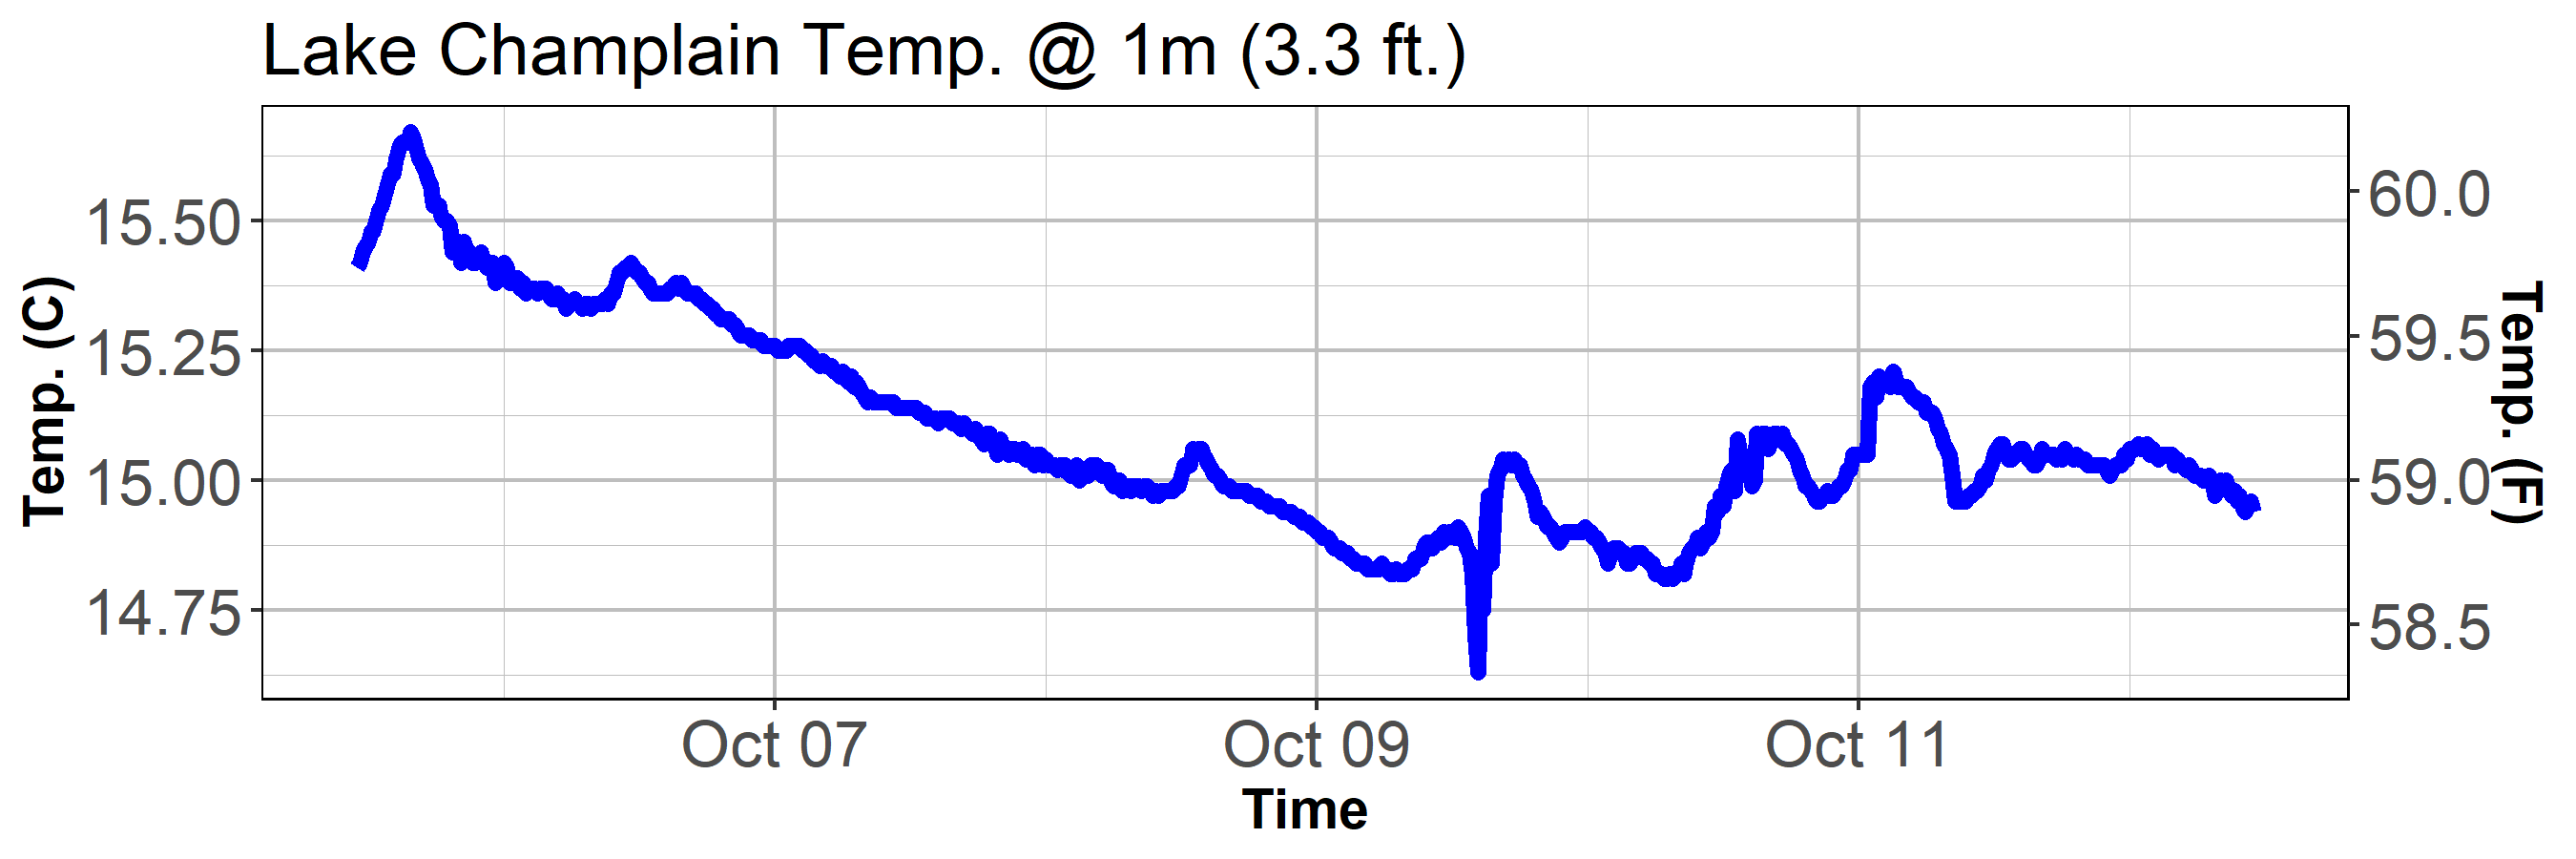 Lake Champlain Temp. @ 1m (3.3 ft.)
Temp. (C)
15.50
15.25
15.00
14.75
60.0
59.5
59.0
58.5
Temp. (F)
Oct 07 Oct 09 Oct 11
Time